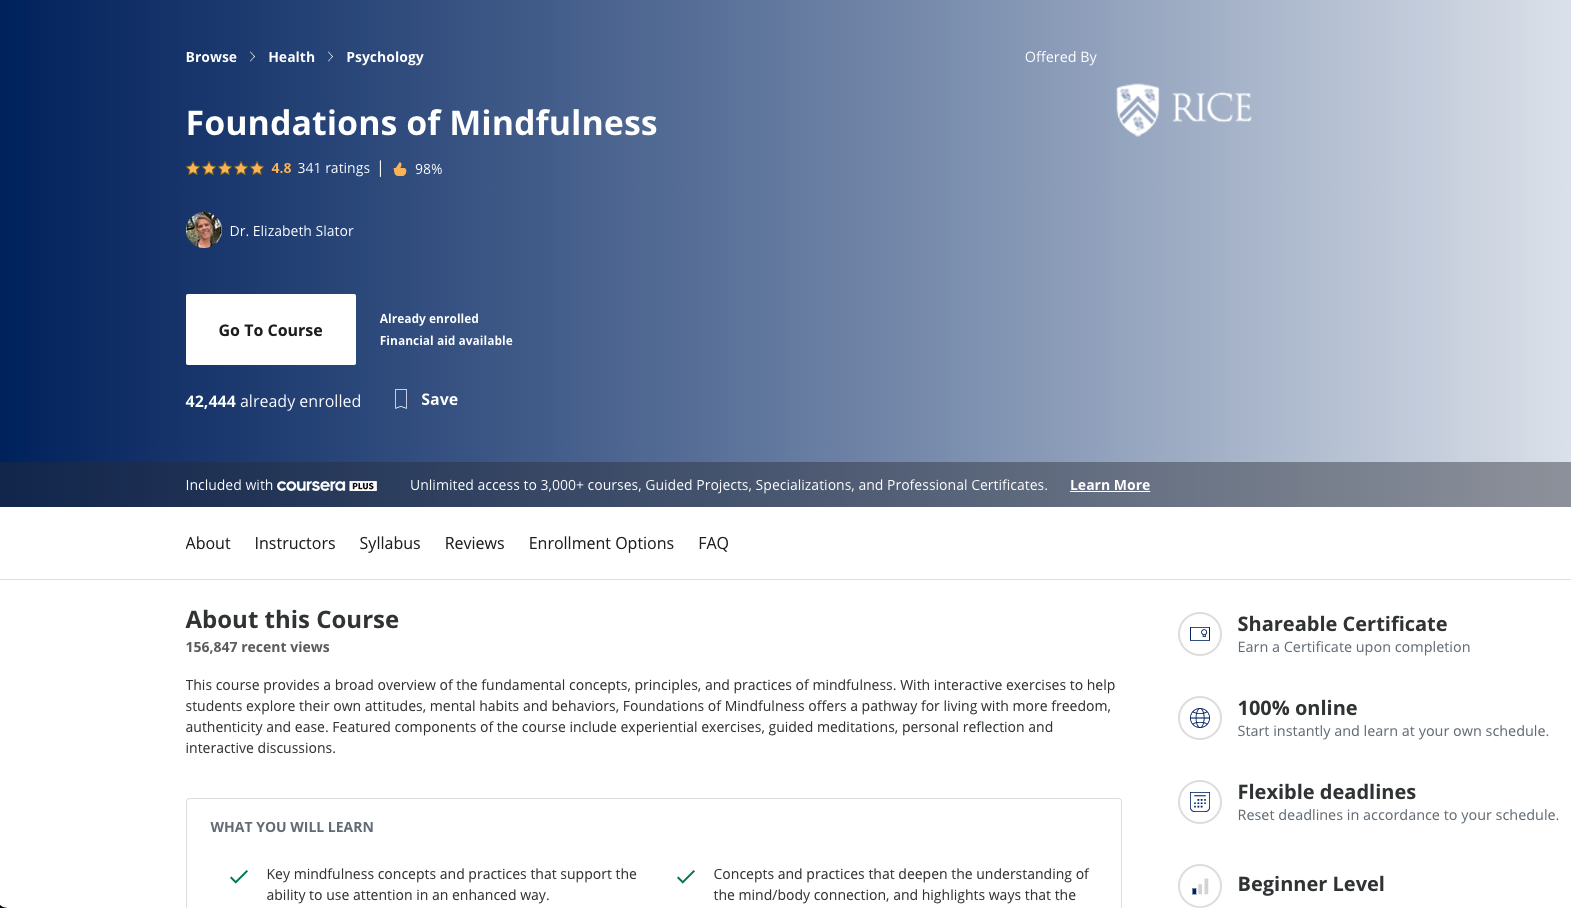 Browse > Health > Psychology
Offered By
RICE
Foundations of Mindfulness
4.8 341 ratings | 98%
Dr. Elizabeth Slator
Go To Course
Already enrolled
Financial aid available
42,444 already enrolled
Save
Included with coursera PLUS
Unlimited access to 3,000+ courses, Guided Projects, Specializations, and Professional Certificates. Learn More
About Instructors Syllabus Reviews Enrollment Options FAQ
About this Course
156,847 recent views
This course provides a broad overview of the fundamental concepts, principles, and practices of mindfulness. With interactive exercises to help
students explore their own attitudes, mental habits and behaviors, Foundations of Mindfulness offers a pathway for living with more freedom,
authenticity and ease. Featured components of the course include experiential exercises, guided meditations, personal reflection and
interactive discussions.
WHAT YOU WILL LEARN
Key mindfulness concepts and practices that support the
ability to use attention in an enhanced way.
Concepts and practices that deepen the understanding of
the mind/body connection, and highlights ways that the
Shareable Certificate
Earn a Certificate upon completion
100% online
Start instantly and learn at your own schedule.
Flexible deadlines
Reset deadlines in accordance to your schedule.
Beginner Level